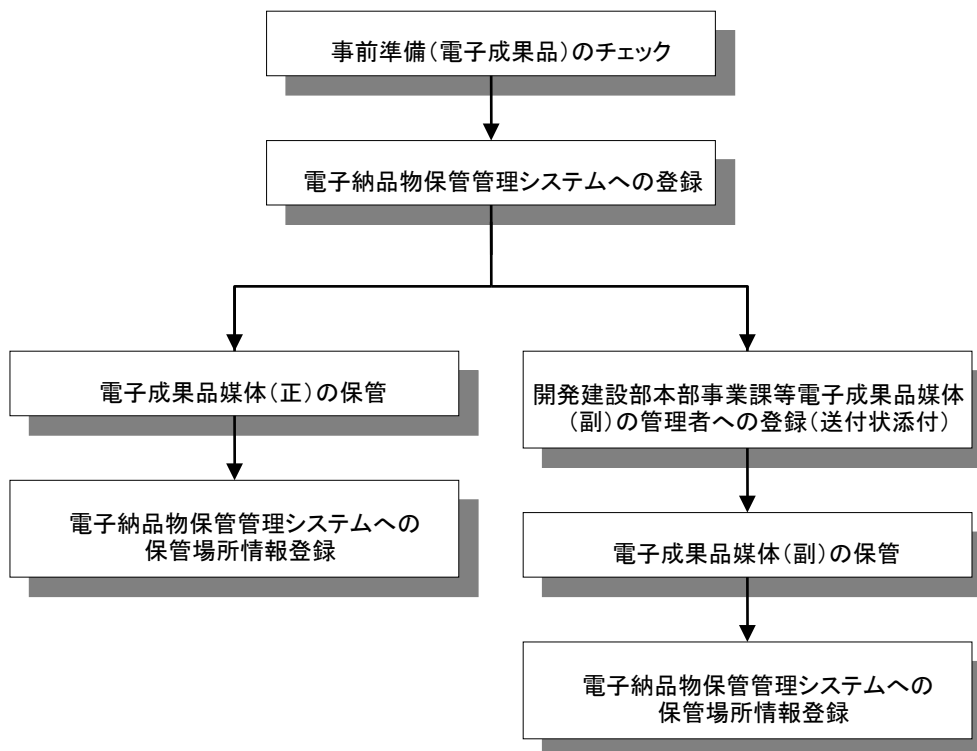 事前準備（電子成果品）のチェック
電子納品物保管管理システムへの登録
電子成果品媒体（正）の保管
電子納品物保管管理システムへの
保管場所情報登録
開発建設部本部事業課等電子成果品媒体
（副）の管理者への登録（送付状添付）
電子成果品媒体（副）の保管
電子納品物保管管理システムへの
保管場所情報登録